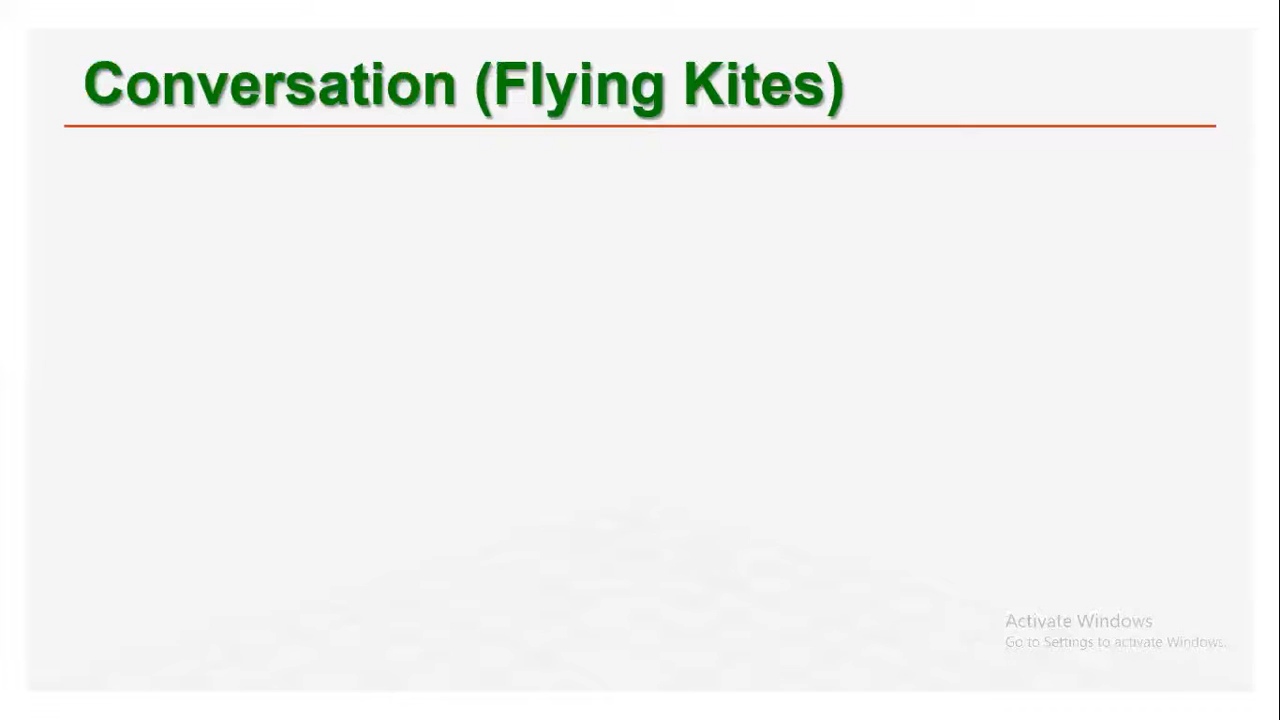 Conversation (Flying Kites)
Activate Windows
Go to Settings to activate Windows.